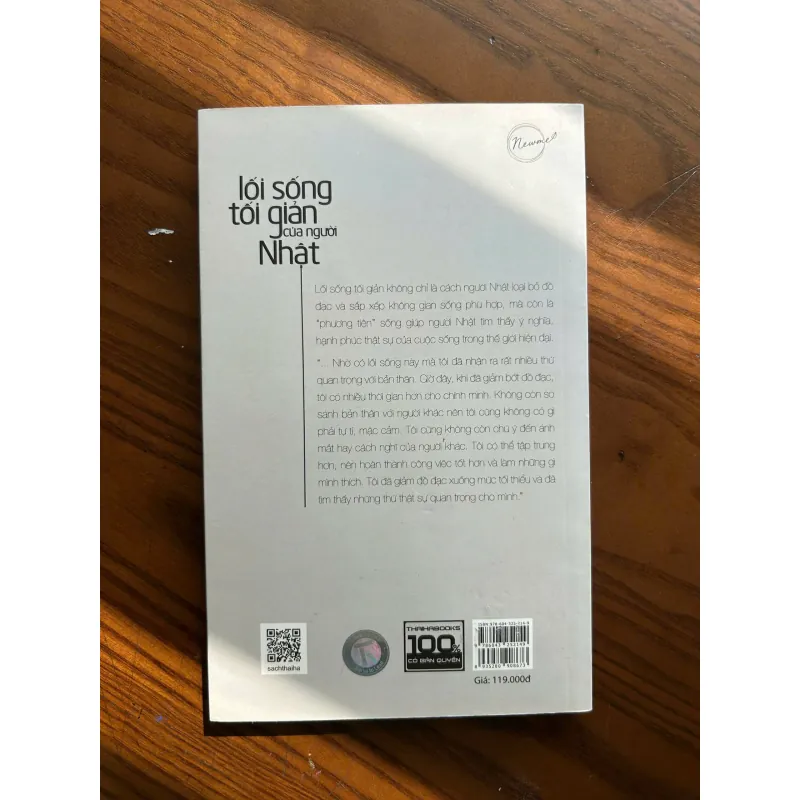 Newme
lối sống
tối giản
của người
Nhật
Lối sống tối giản không chỉ là cách người Nhật loại bỏ đồ
đạc và sắp xếp không gian sống phù hợp, mà còn là
"phương tiện" sống giúp người Nhật tìm thấy ý nghĩa,
hạnh phúc thật sự của cuộc sống trong thế giới hiện đại.
"... Nhờ có lối sống này mà tôi đã nhận ra rất nhiều thứ
quan trọng với bản thân. Giờ đây, khi đã giảm bớt đồ đạc,
tôi có nhiều thời gian hơn cho chính mình. Không còn so
sánh bản thân với người khác nên tôi cũng không có gì
phải tự ti, mặc cảm. Tôi cũng không còn chú ý đến ánh
mắt hay cách nghĩ của người khác. Tôi có thể tập trung
hơn, nên hoàn thành công việc tốt hơn và làm những gì
mình thích. Tôi đã giảm đồ đạc xuống mức tối thiểu và đã
tìm thấy những thứ thật sự quan trọng cho mình."
sachthaiha
THAIHABOOKS
100%
CÓ BẢN QUYỀN
Giá: 119.000đ